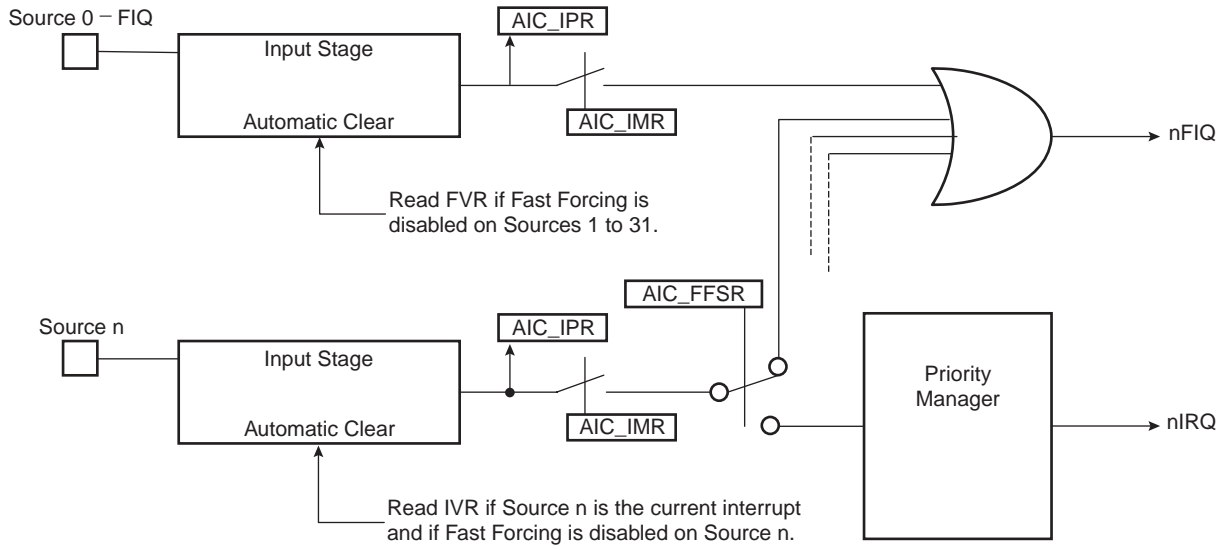 Source 0 – FIQ
AIC_IPR
Input Stage
Automatic Clear
AIC_IMR
nFIQ
Read FVR if Fast Forcing is
disabled on Sources 1 to 31.
AIC_FFSR
Source n
AIC_IPR
Input Stage
Priority
Manager
Automatic Clear
AIC_IMR
nIRQ
Read IVR if Source n is the current interrupt
and if Fast Forcing is disabled on Source n.